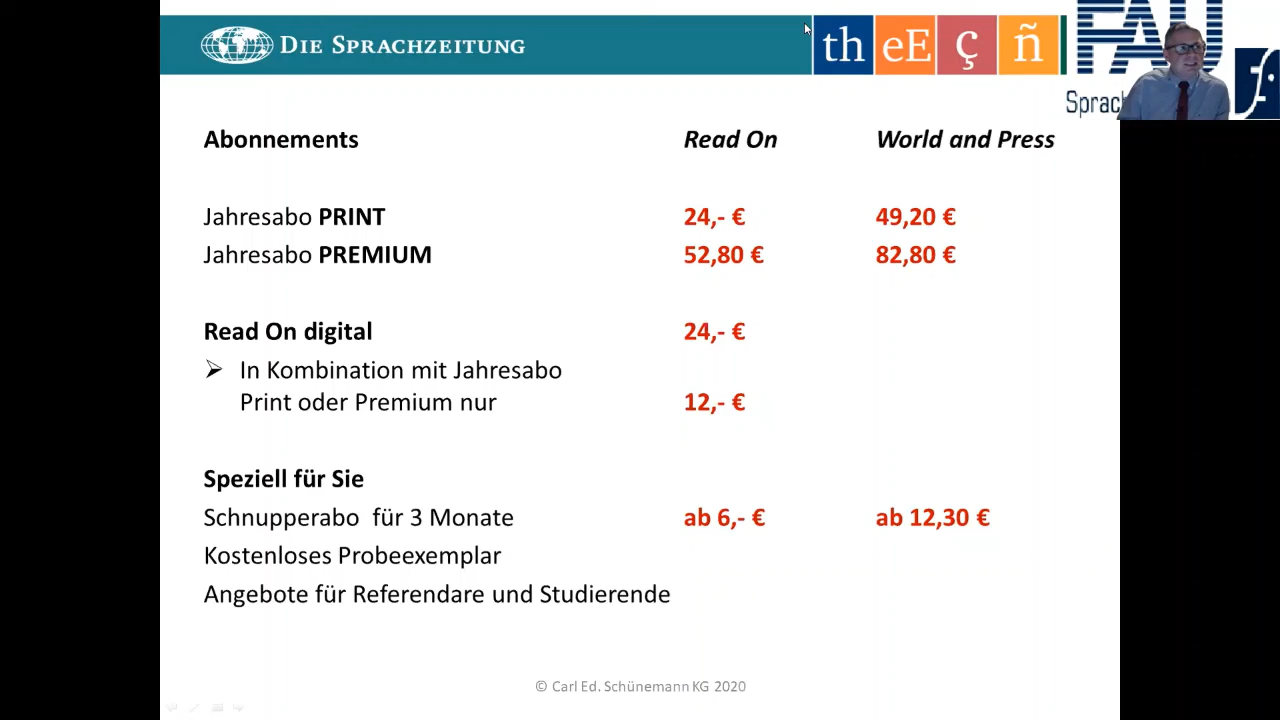 DIE SPRACHZEITUNG
th eE ç ñ
FAU
Sprach
Abonnements Read On World and Press
Jahresabo PRINT 24,- € 49,20 €
Jahresabo PREMIUM 52,80 € 82,80 €
Read On digital 24,- €
➢ In Kombination mit Jahresabo
Print oder Premium nur 12,- €
Speziell für Sie
Schnupperabo für 3 Monate ab 6,- € ab 12,30 €
Kostenloses Probeexemplar
Angebote für Referendare und Studierende
© Carl Ed. Schünemann KG 2020